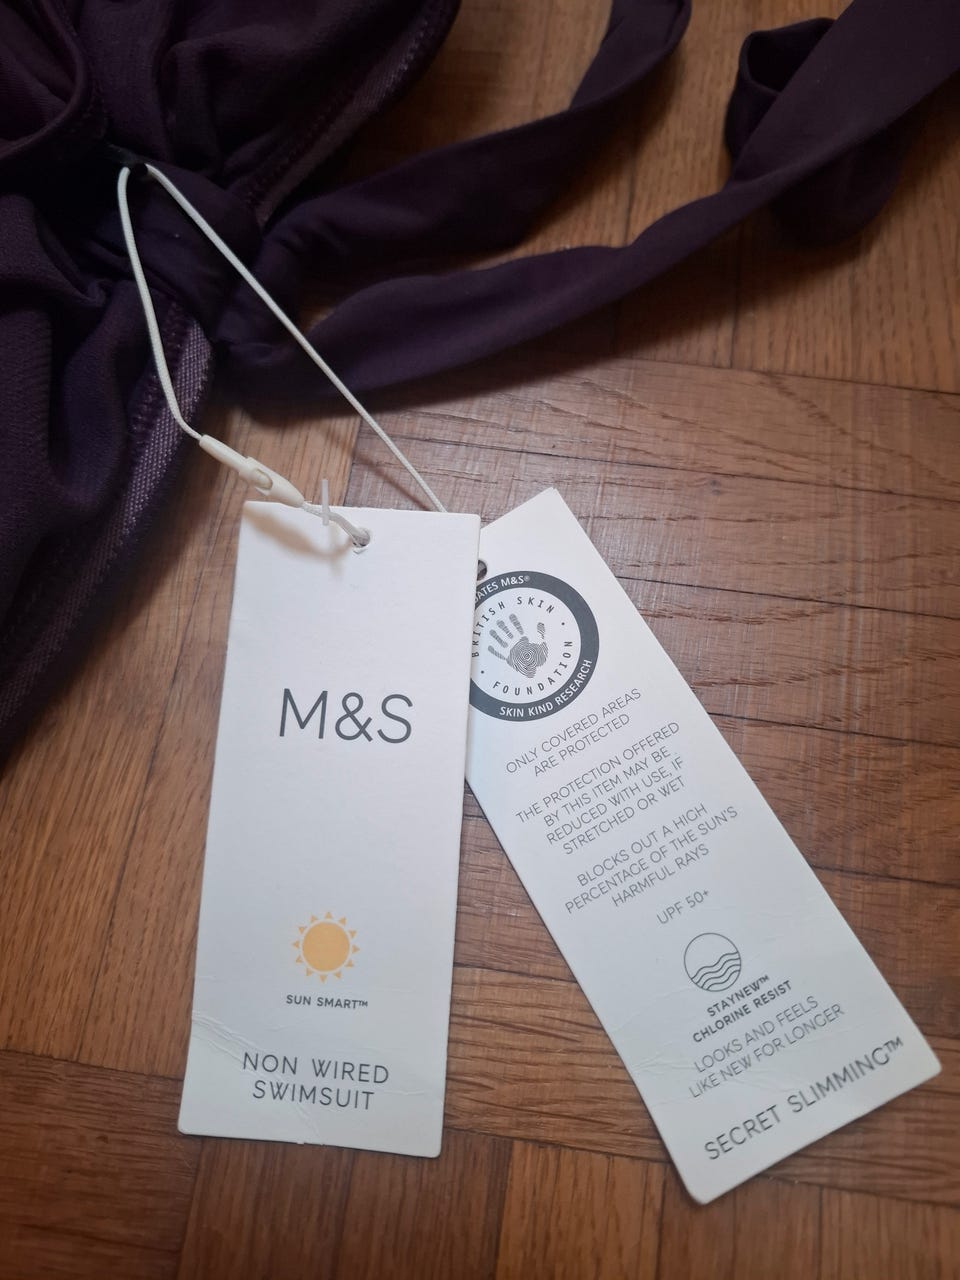 M&S
SUN SMART™
NON WIRED
SWIMSUIT
M&S®
BRITISH SKIN
FOUNDATION
SKIN KIND RESEARCH
ONLY COVERED AREAS
ARE PROTECTED
THE PROTECTION OFFERED
BY THIS ITEM MAY BE
REDUCED WITH USE, IF
STRETCHED OR WET
BLOCKS OUT A HIGH
PERCENTAGE OF THE SUN'S
HARMFUL RAYS
UPF 50+
STAYNEW™
CHLORINE RESIST
LOOKS AND FEELS
LIKE NEW FOR LONGER
SECRET SLIMMING™